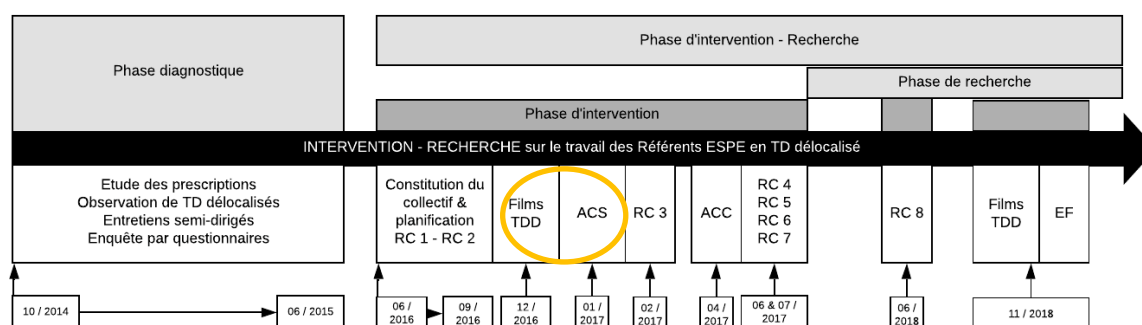 Phase diagnostique
Phase d'intervention - Recherche
Phase de recherche
Phase d'intervention
INTERVENTION - RECHERCHE sur le travail des Référents ESPE en TD délocalisé
Etude des prescriptions
Observation de TD délocalisés
Entretiens semi-dirigés
Enquête par questionnaires
Constitution du
collectif &
planification
RC 1 - RC 2
Films
TDD
ACS
RC 3
ACC
RC 4
RC 5
RC 6
RC 7
RC 8
Films
TDD
EF
10 / 2014
06 / 2015
06 /
2016
09 /
2016
12 /
2016
01 /
2017
02 /
2017
04 /
2017
06 & 07 /
2017
06 /
2018
11 / 2018